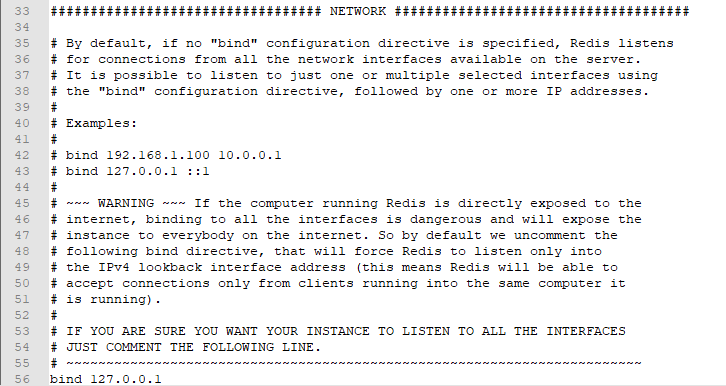 33 ################################## NETWORK #####################################
34
35 # By default, if no "bind" configuration directive is specified, Redis listens
36 # for connections from all the network interfaces available on the server.
37 # It is possible to listen to just one or multiple selected interfaces using
38 # the "bind" configuration directive, followed by one or more IP addresses.
39 #
40 # Examples:
41 #
42 # bind 192.168.1.100 10.0.0.1
43 # bind 127.0.0.1 ::1
44 #
45 # ~~~ WARNING ~~~ If the computer running Redis is directly exposed to the
46 # internet, binding to all the interfaces is dangerous and will expose the
47 # instance to everybody on the internet. So by default we uncomment the
48 # following bind directive, that will force Redis to listen only into
49 # the IPv4 lookback interface address (this means Redis will be able to
50 # accept connections only from clients running into the same computer it
51 # is running).
52 #
53 # IF YOU ARE SURE YOU WANT YOUR INSTANCE TO LISTEN TO ALL THE INTERFACES
54 # JUST COMMENT THE FOLLOWING LINE.
55 # ~~~~~~~~~~~~~~~~~~~~~~~~~~~~~~~~~~~~~~~~~~~~~~~~~~~~~~~~~~~~~~~~~~~~~~~~
56 bind 127.0.0.1